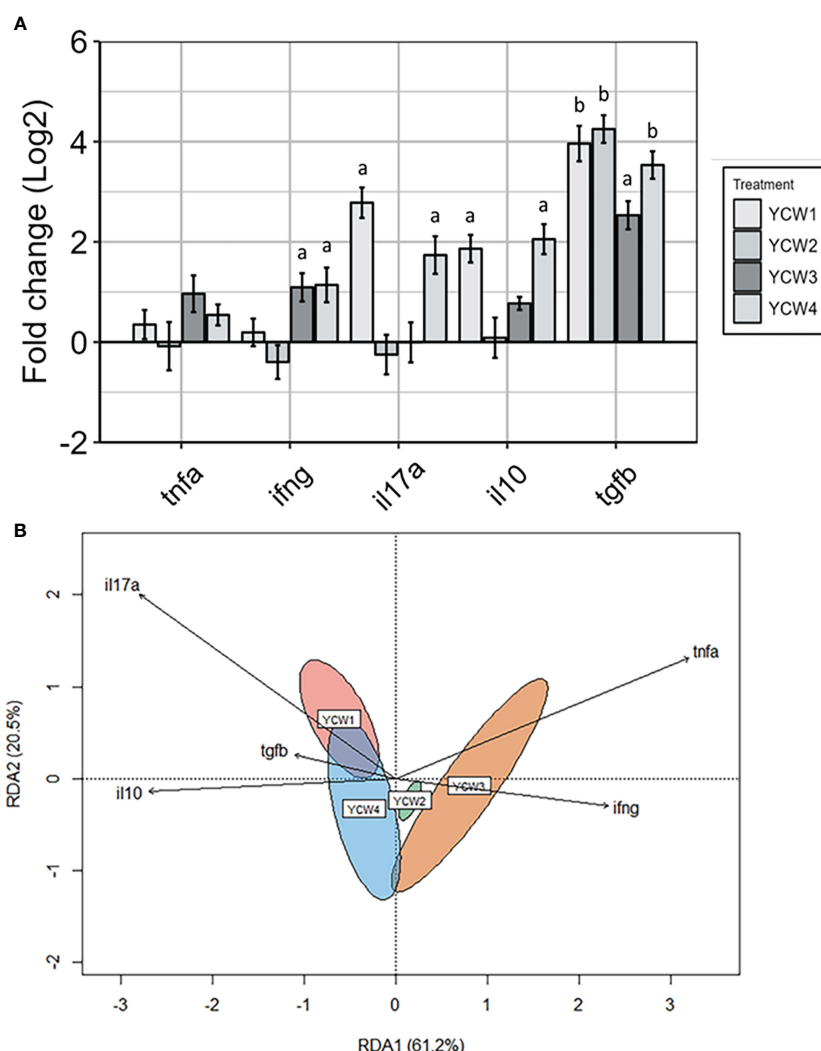 A
Fold change (Log2)
6
4
2
0
-2
a a a a a a b b a b
tnfa ifng il17a il10 tgfb
Treatment
YCW1
YCW2
YCW3
YCW4
B
RDA2 (20.5%)
2
1
0
-1
-2
il17a
tnfa
YCW1
tgfb
il10
YCW4
YCW2
YCW3
ifng
-3 -2 -1 0 1 2 3
RDA1 (61.2%)